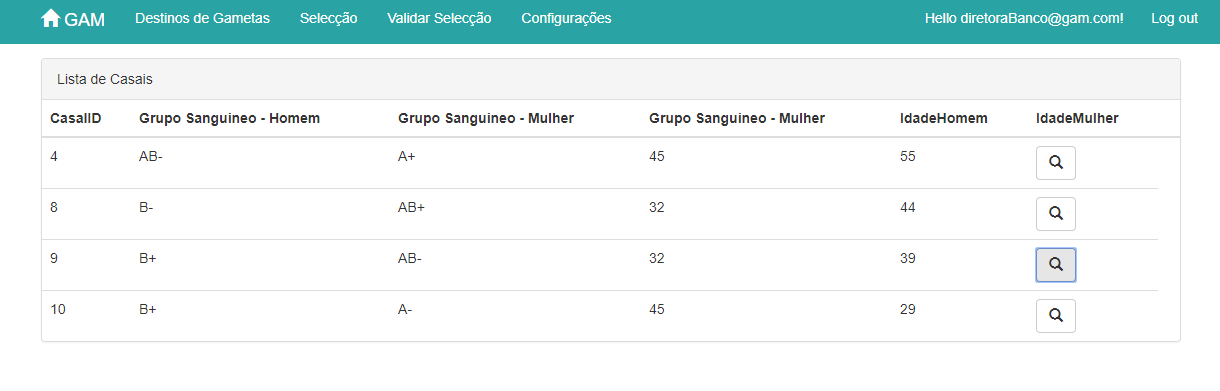 GAM Destinos de Gametas Selecção Validar Selecção Configurações Hello diretoraBanco@gam.com! Log out
Lista de Casais
CasalID Grupo Sanguineo - Homem Grupo Sanguineo - Mulher Grupo Sanguineo - Mulher IdadeHomem IdadeMulher
4 AB- A+ 45 55
8 B- AB+ 32 44
9 B+ AB- 32 39
10 B+ A- 45 29